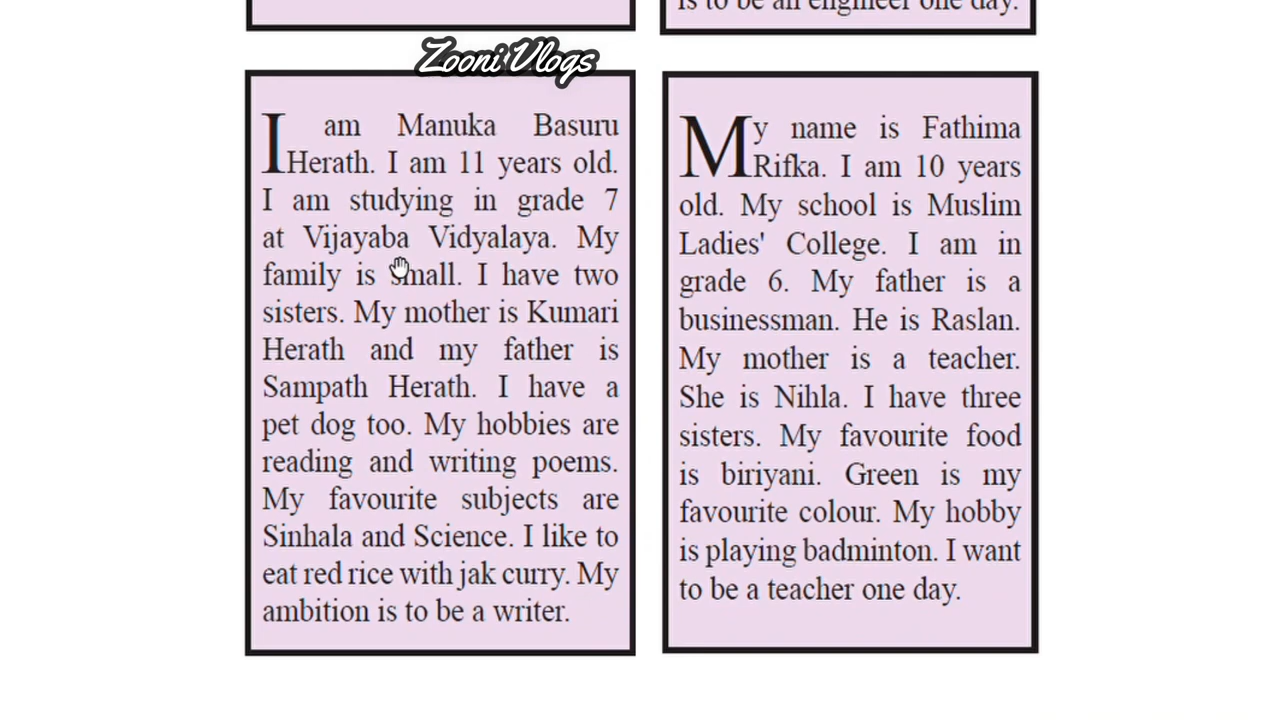 is to be an engineer one day.
Zooni Vlogs
I am Manuka Basuru
Herath. I am 11 years old.
I am studying in grade 7
at Vijayaba Vidyalaya. My
family is small. I have two
sisters. My mother is Kumari
Herath and my father is
Sampath Herath. I have a
pet dog too. My hobbies are
reading and writing poems.
My favourite subjects are
Sinhala and Science. I like to
eat red rice with jak curry. My
ambition is to be a writer.
My name is Fathima
Rifka. I am 10 years
old. My school is Muslim
Ladies' College. I am in
grade 6. My father is a
businessman. He is Raslan.
My mother is a teacher.
She is Nihla. I have three
sisters. My favourite food
is biriyani. Green is my
favourite colour. My hobby
is playing badminton. I want
to be a teacher one day.